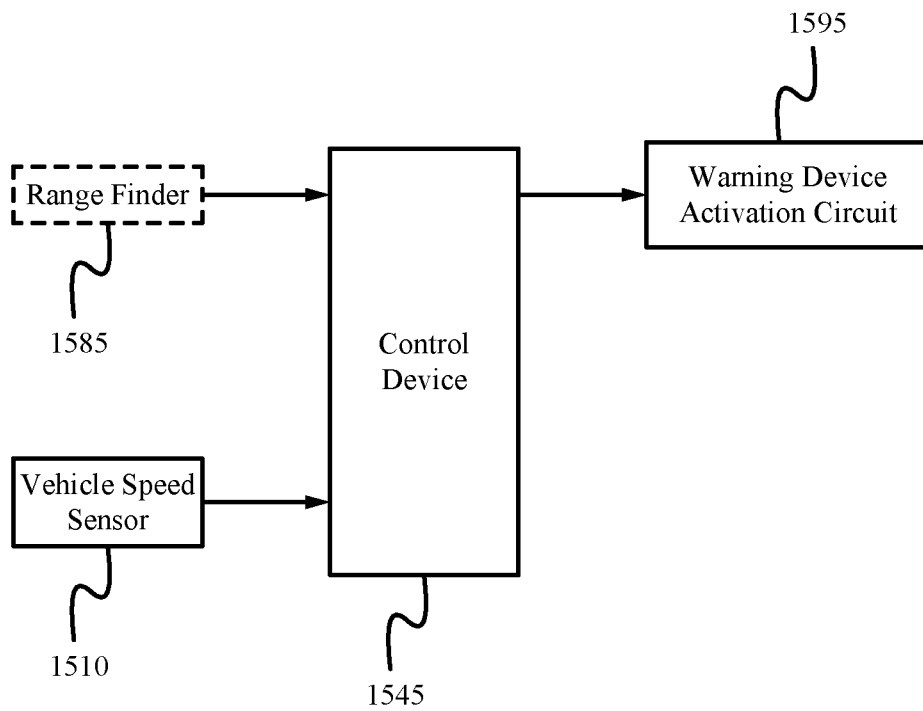 1595
Range Finder
Warning Device
Activation Circuit
1585
Control
Device
Vehicle Speed
Sensor
1510
1545